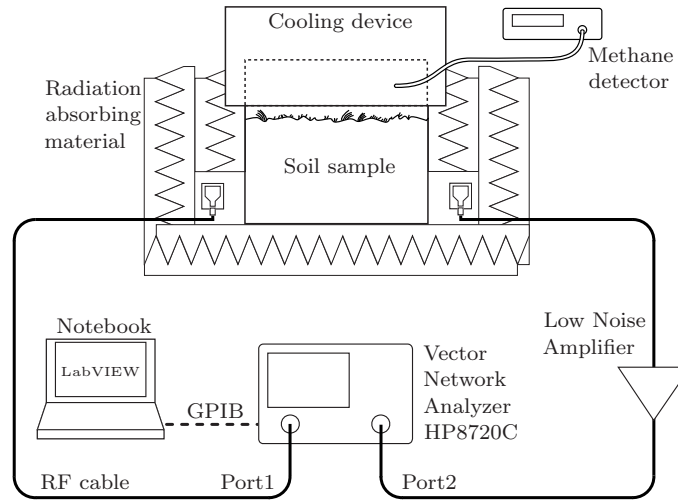 Cooling device
Methane
detector
Radiation
absorbing
material
Soil sample
Notebook
LabVIEW
GPIB
Vector
Network
Analyzer
HP8720C
Low Noise
Amplifier
RF cable
Port1
Port2